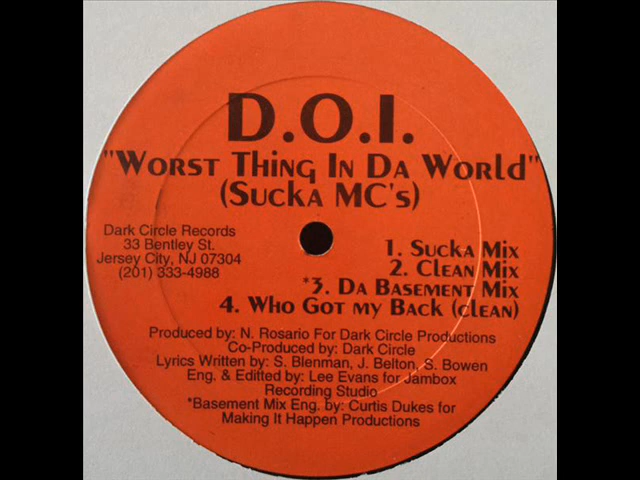 D.O.I.
"Worst Thing In Da World"
(Sucka MC's)
Dark Circle Records
33 Bentley St.
Jersey City, NJ 07304
(201) 333-4988
1. Sucka Mix
2. Clean Mix
*3. Da Basement Mix
4. Who Got my Back (clean)
Produced by: N. Rosario For Dark Circle Productions
Co-Produced by: Dark Circle
Lyrics Written by: S. Blenman, J. Belton, S. Bowen
Eng. & Editted by: Lee Evans for Jambox
Recording Studio
*Basement Mix Eng. by: Curtis Dukes for
Making It Happen Productions